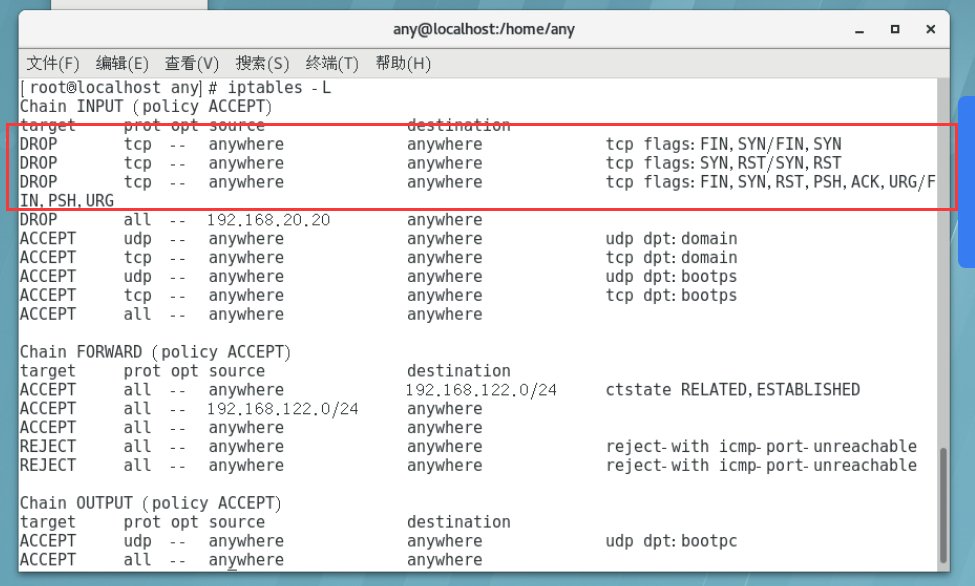 any@localhost:/home/any
文件(F) 编辑(E) 查看(V) 搜索(S) 终端(T) 帮助(H)
[root@localhost any]# iptables -L
Chain INPUT (policy ACCEPT)
target prot opt source destination
DROP tcp -- anywhere anywhere tcp flags:FIN,SYN/FIN,SYN
DROP tcp -- anywhere anywhere tcp flags:SYN,RST/SYN,RST
DROP tcp -- anywhere anywhere tcp flags:FIN,SYN,RST,PSH,ACK,URG/F
IN,PSH,URG
DROP all -- 192.168.20.20 anywhere
ACCEPT udp -- anywhere anywhere udp dpt:domain
ACCEPT tcp -- anywhere anywhere tcp dpt:domain
ACCEPT udp -- anywhere anywhere udp dpt:bootps
ACCEPT tcp -- anywhere anywhere tcp dpt:bootps
ACCEPT all -- anywhere anywhere
Chain FORWARD (policy ACCEPT)
target prot opt source destination
ACCEPT all -- anywhere 192.168.122.0/24 ctstate RELATED,ESTABLISHED
ACCEPT all -- 192.168.122.0/24 anywhere
ACCEPT all -- anywhere anywhere
REJECT all -- anywhere anywhere reject-with icmp-port-unreachable
REJECT all -- anywhere anywhere reject-with icmp-port-unreachable
Chain OUTPUT (policy ACCEPT)
target prot opt source destination
ACCEPT udp -- anywhere anywhere udp dpt:bootpc
ACCEPT all -- anywhere anywhere